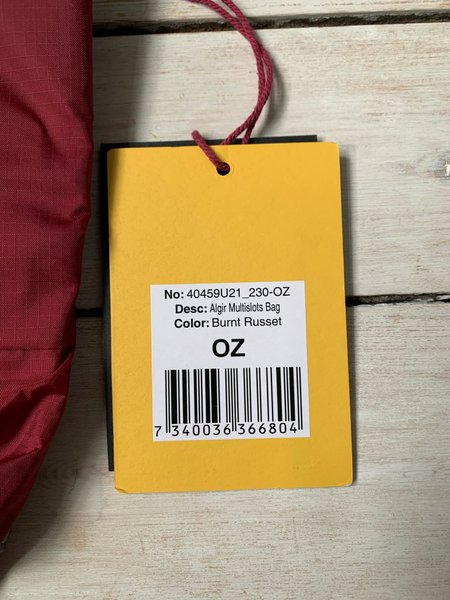 No: 40459U21_230-OZ
Desc: Algir Multislots Bag
Color: Burnt Russet
OZ
7 340036 366804